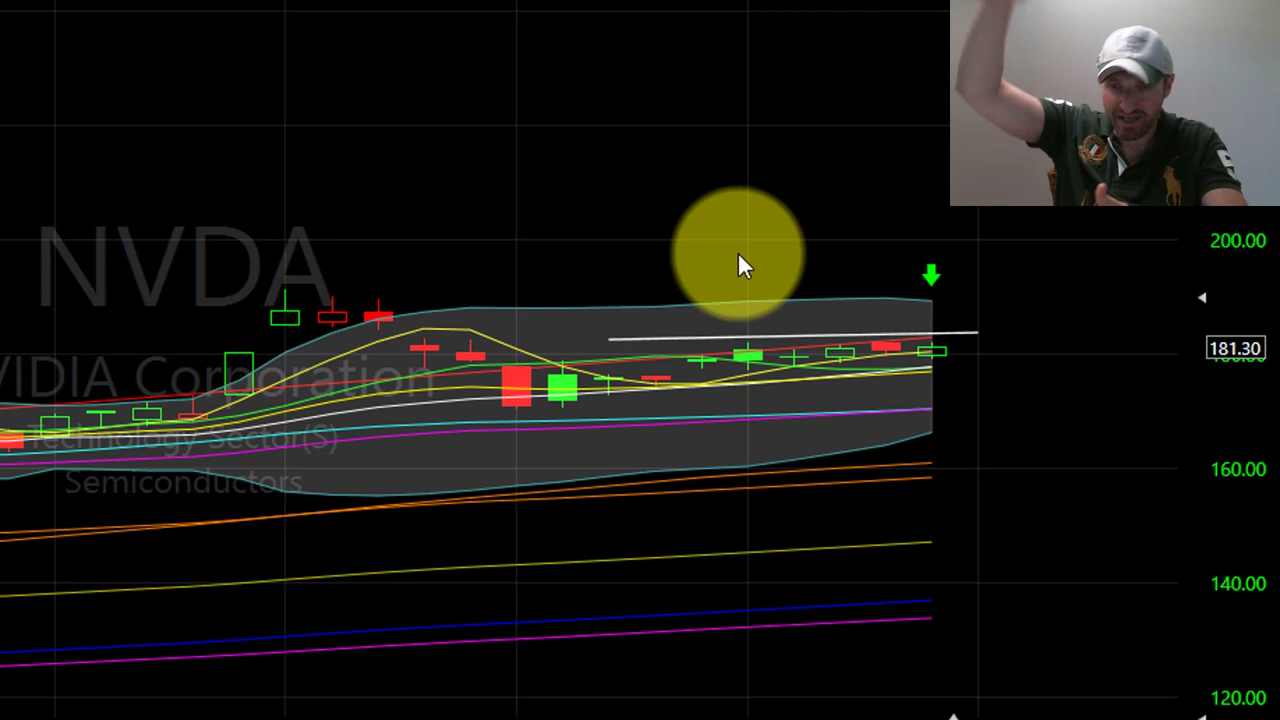 NVDA
VIDIA Corporation
Technology Sector(S)
Semiconductors
200.00
181.30
160.00
140.00
120.00